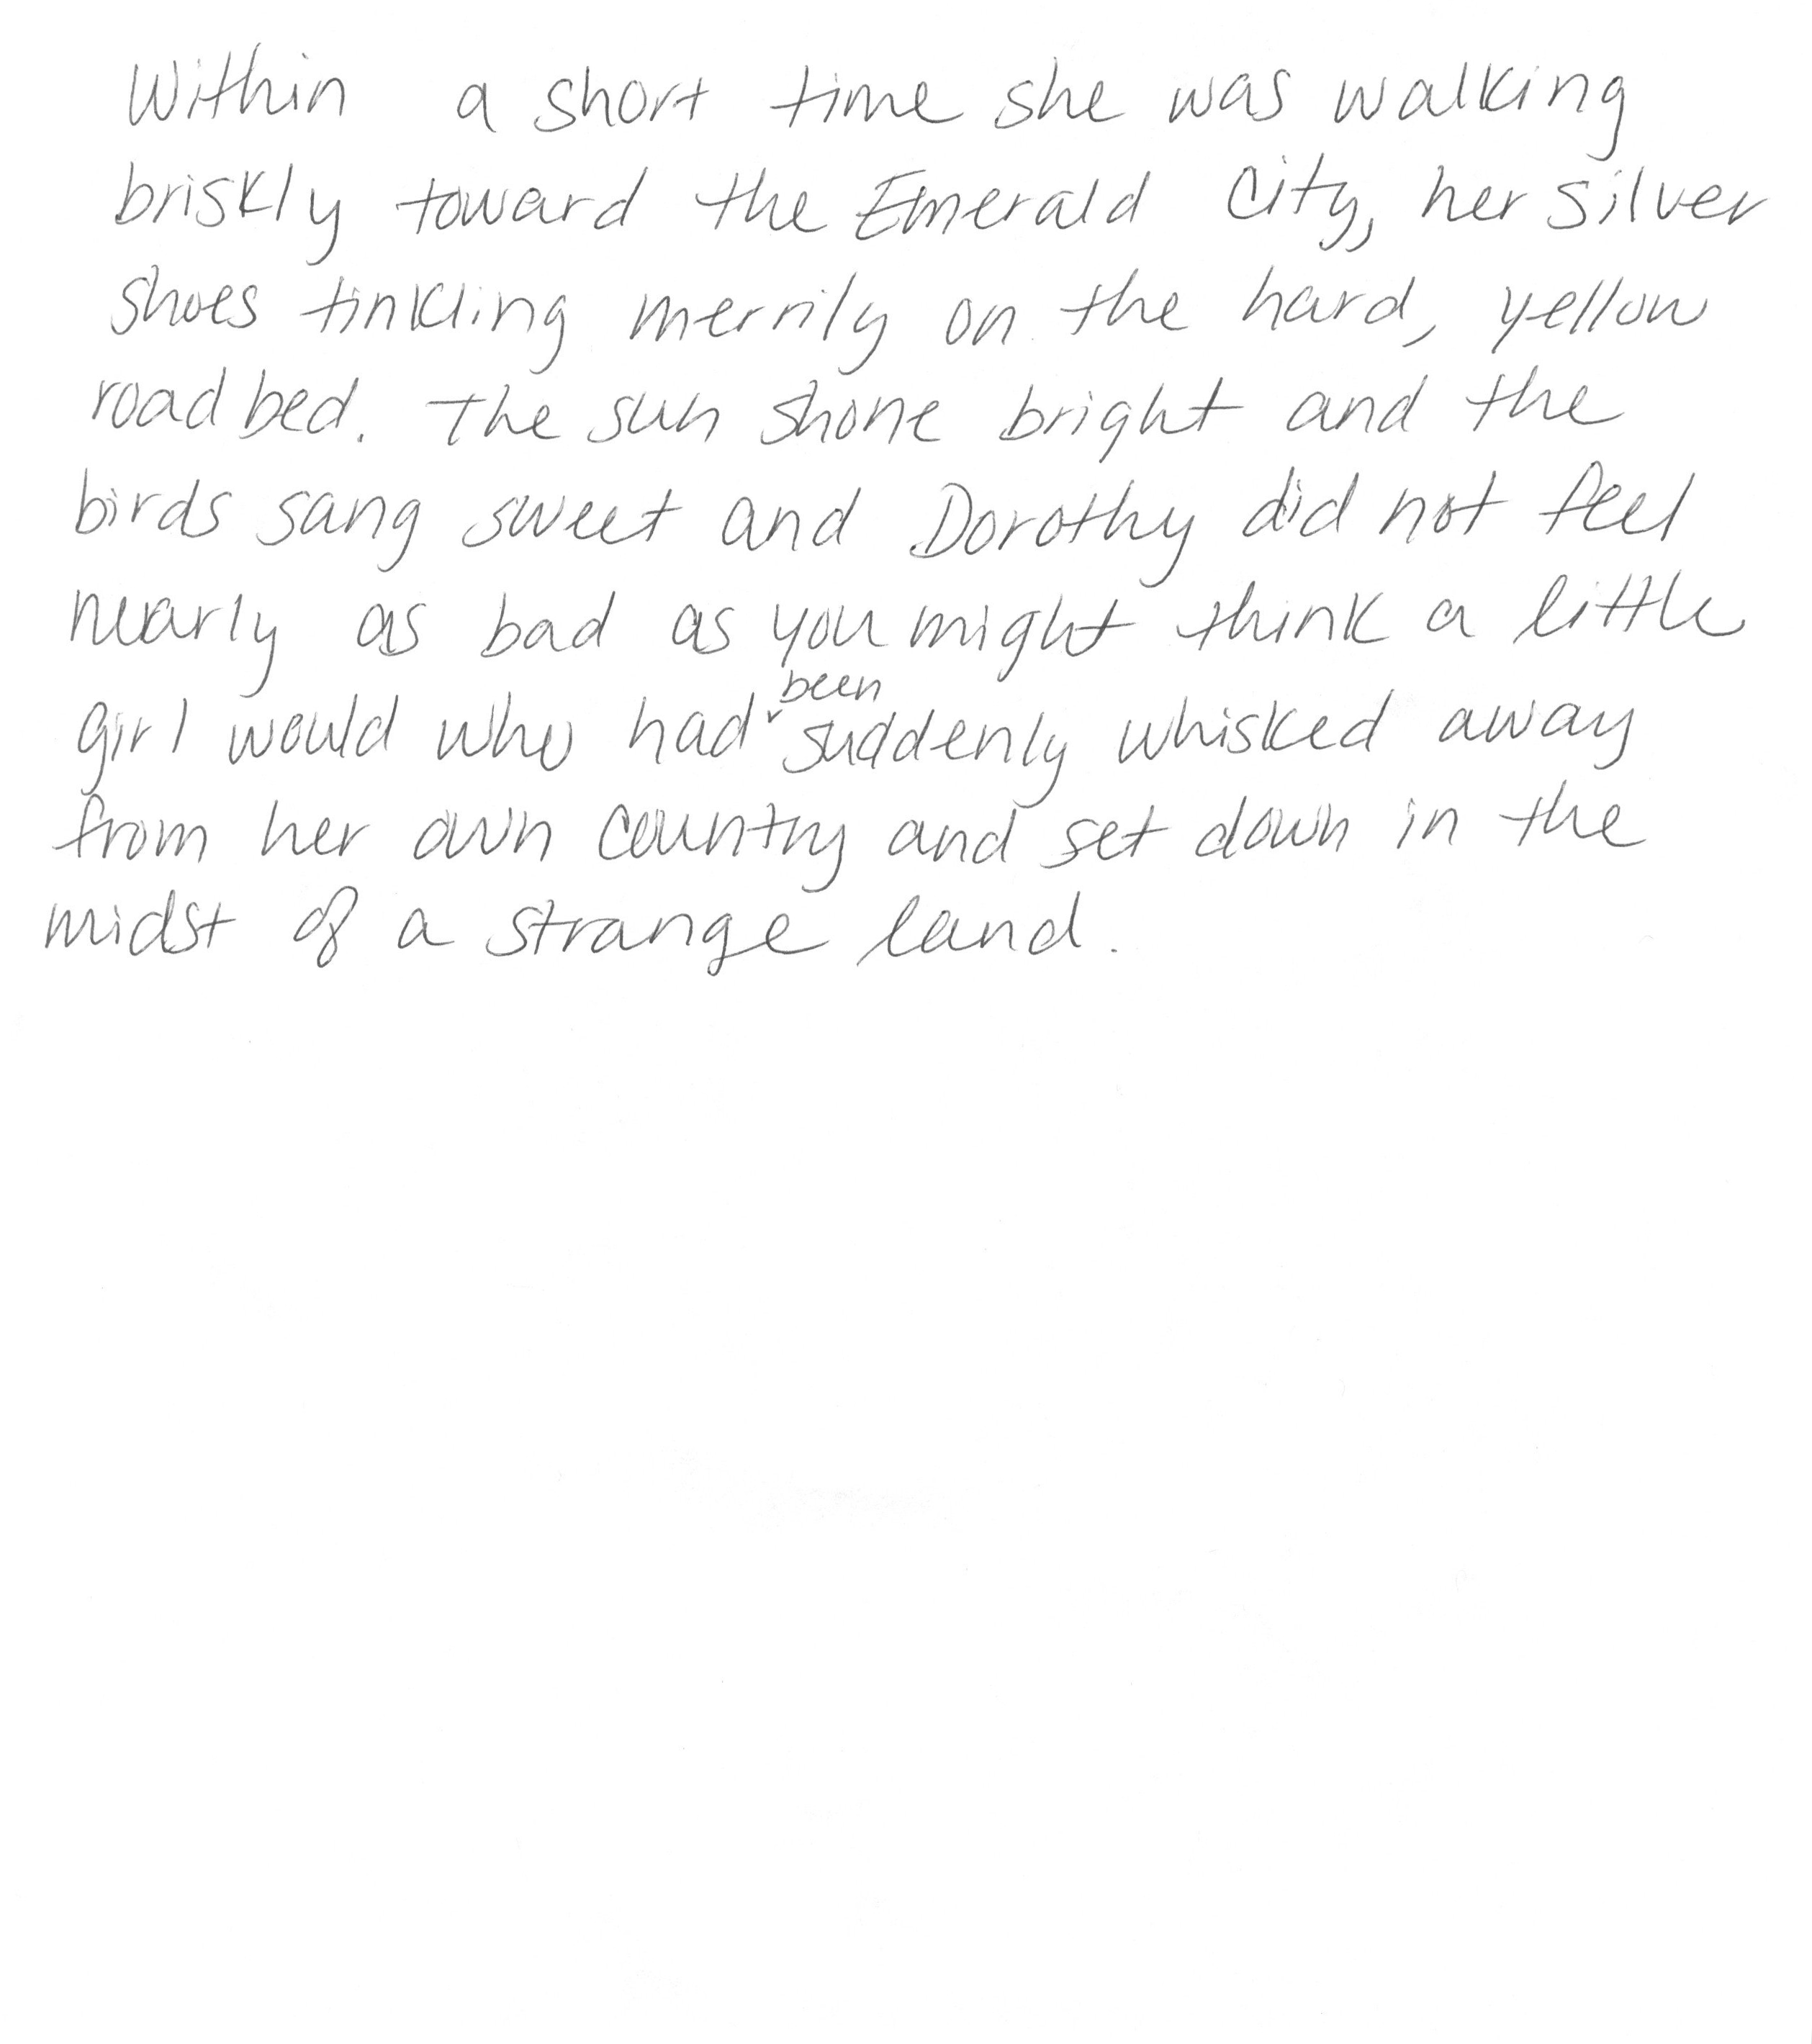 Within a short time she was walking
briskly toward the Emerald City, her silver
shoes tinkling merrily on the hard, yellow
road bed. The sun shone bright and the
birds sang sweet and Dorothy did not feel
nearly as bad as you might think a little
girl would who had been suddenly whisked away
from her own country and set down in the
midst of a strange land.